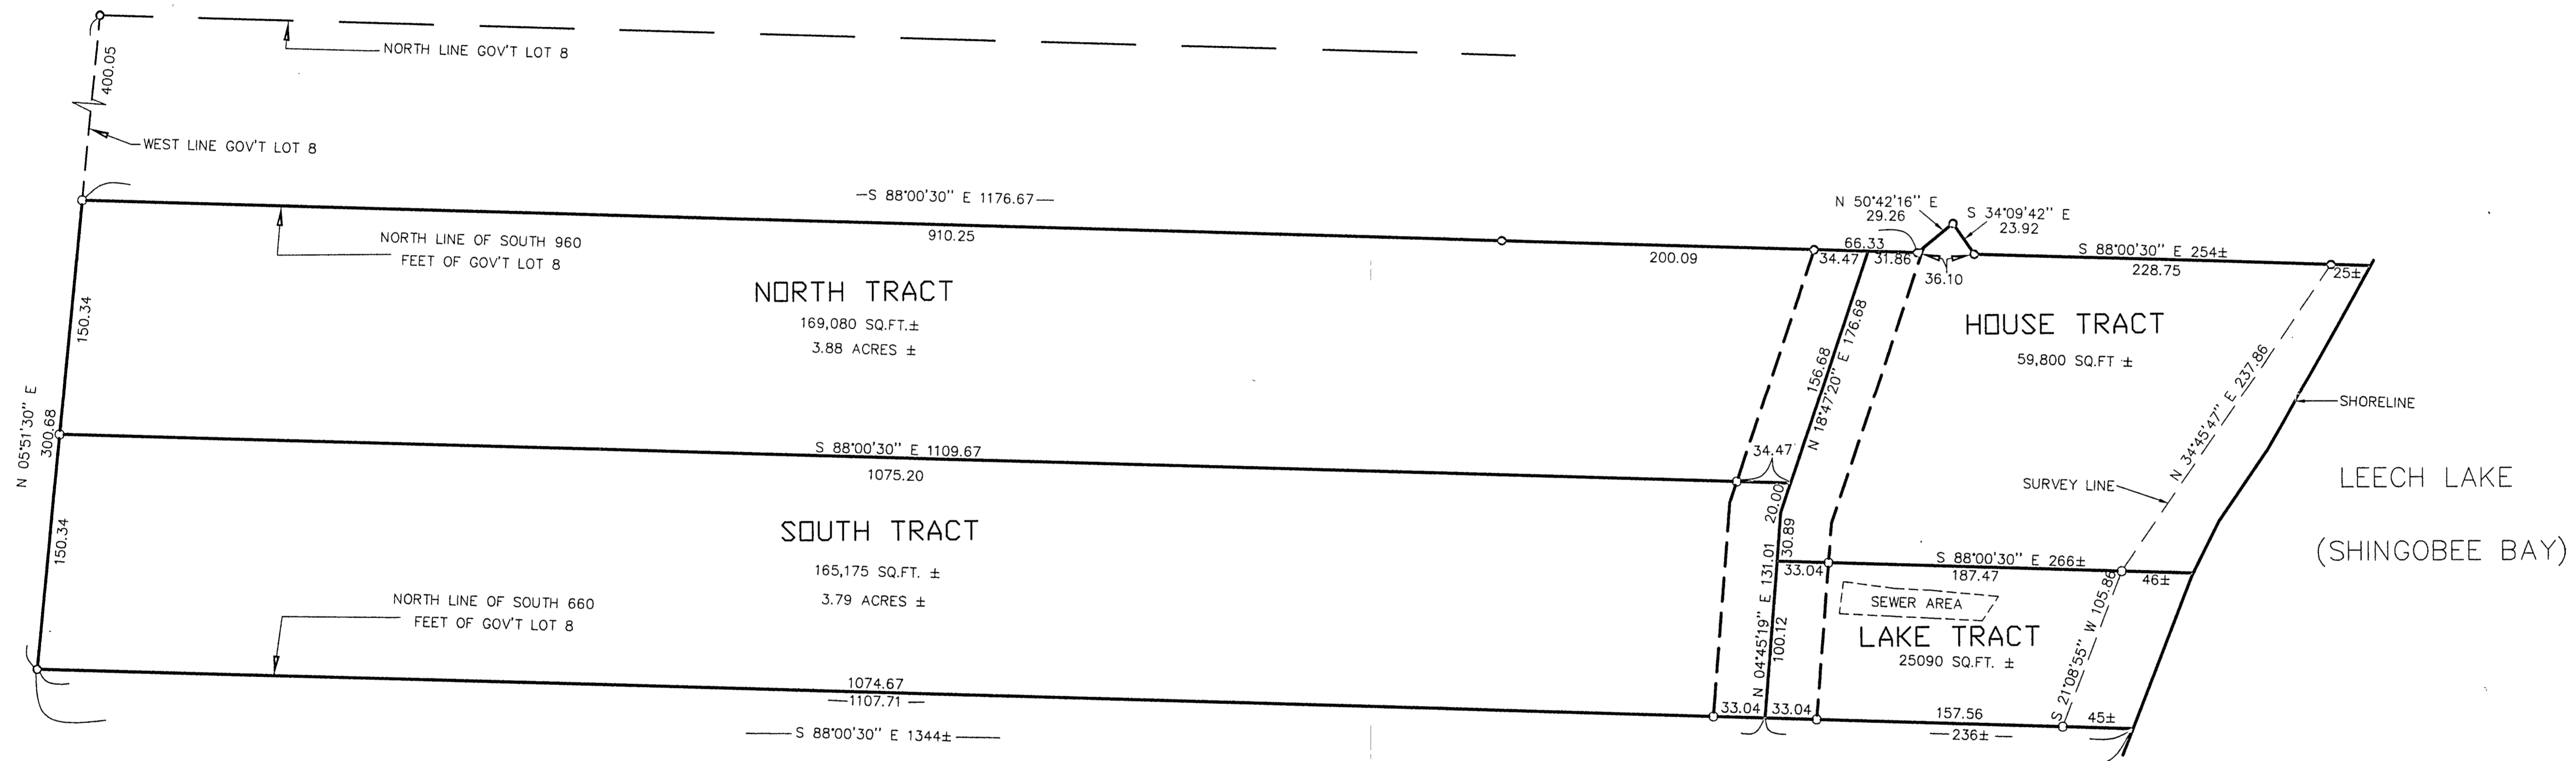 400.05
NORTH LINE GOV'T LOT 8
WEST LINE GOV'T LOT 8
S 88°00'30" E 1176.67
N 50°42'16" E
29.26
S 34°09'42" E
23.92
NORTH LINE OF SOUTH 960
FEET OF GOV'T LOT 8
910.25
200.09
66.33
34.47
31.86
36.10
S 88°00'30" E 254±
228.75
25±
150.34
NORTH TRACT
169,080 SQ.FT.±
3.88 ACRES ±
156.68
N 18°47'20" E 176.68
HOUSE TRACT
59,800 SQ.FT ±
N 34°45'47" E 237.86
SHORELINE
N 05°51'30" E
300.68
S 88°00'30" E 1109.67
1075.20
34.47
20.00
30.89
SURVEY LINE
LEECH LAKE
(SHINGOBEE BAY)
150.34
SOUTH TRACT
165,175 SQ.FT. ±
3.79 ACRES ±
N 04°45'19" E 131.01
100.12
33.04
S 88°00'30" E 266±
187.47
46±
SEWER AREA
LAKE TRACT
25090 SQ.FT. ±
S 21°08'55" W 105.86
NORTH LINE OF SOUTH 660
FEET OF GOV'T LOT 8
1074.67
1107.71
S 88°00'30" E 1344±
33.04
33.04
157.56
45±
236±